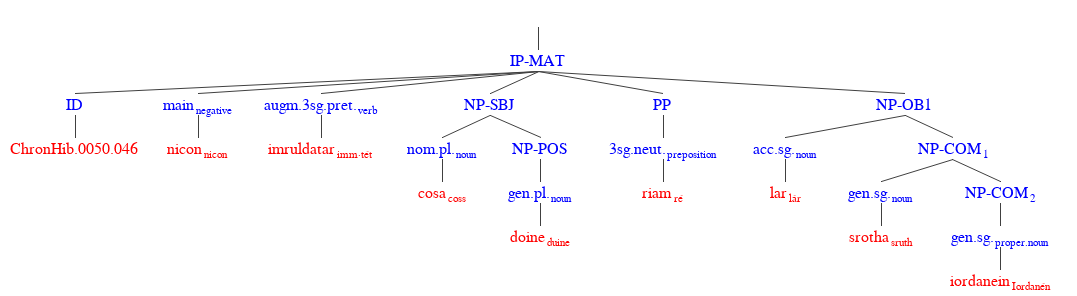 IP-MAT
ID main negative augm.3sg.pret. verb NP-SBJ PP NP-OB1
ChronHib.0050.046 nicon nicon imruldatar imm·tét nom.pl. noun NP-POS 3sg.neut. preposition acc.sg. noun NP-COM 1
cosa coss gen.pl. noun riam ré lar lár gen.sg. noun NP-COM 2
doine duine srotha sruth gen.sg. proper.noun
iordanein Iordanén